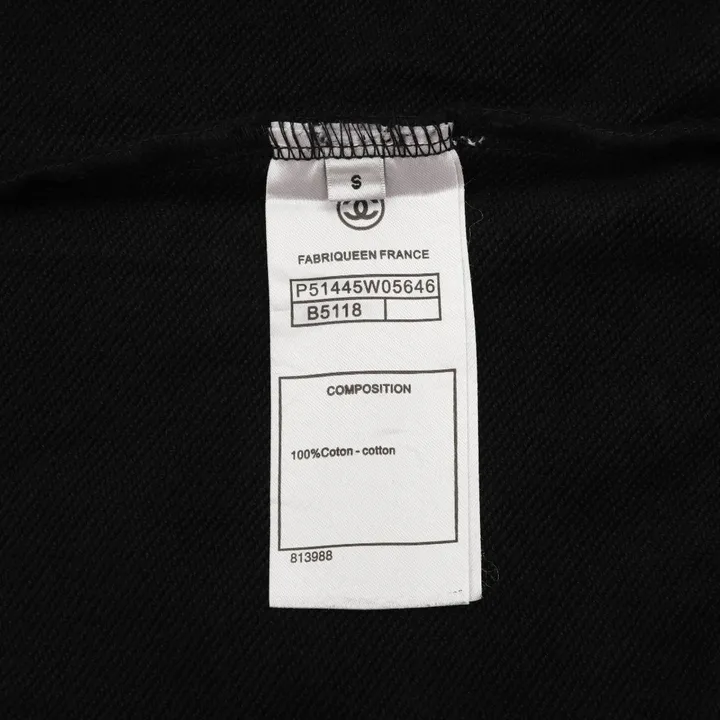 S
FABRIQUEEN FRANCE
P51445W05646
B5118
COMPOSITION
100%Coton - cotton
813988